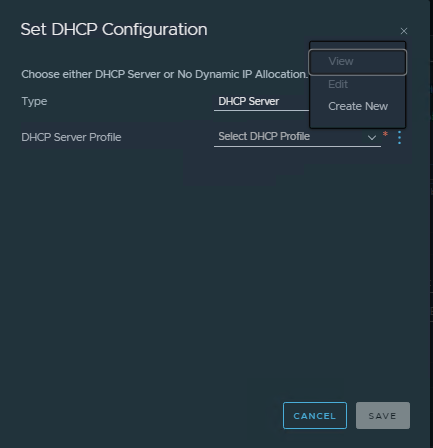 Set DHCP Configuration
View
Choose either DHCP Server or No Dynamic IP Allocation.
Edit
Type DHCP Server
Create New
DHCP Server Profile Select DHCP Profile *
CANCEL SAVE